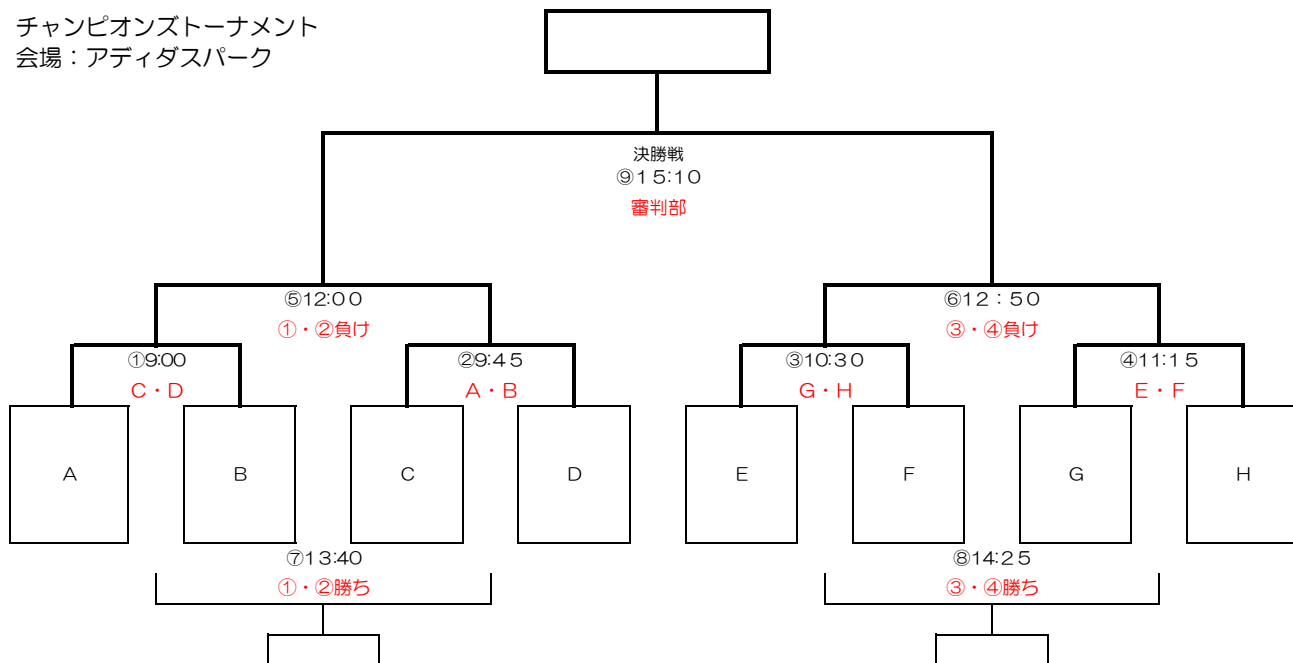 チャンピオンズトーナメント
会場：アディダスパーク
決勝戦
⑨１５:１０
審判部
⑤12:００
①・②負け
⑥１２：５０
③・④負け
①9:00
Ｃ・Ｄ
②9:４５
Ａ・Ｂ
③10:３０
Ｇ・Ｈ
④11:１５
Ｅ・Ｆ
Ａ
Ｂ
Ｃ
Ｄ
Ｅ
Ｆ
Ｇ
Ｈ
⑦１３:40
①・②勝ち
⑧14:２５
③・④勝ち